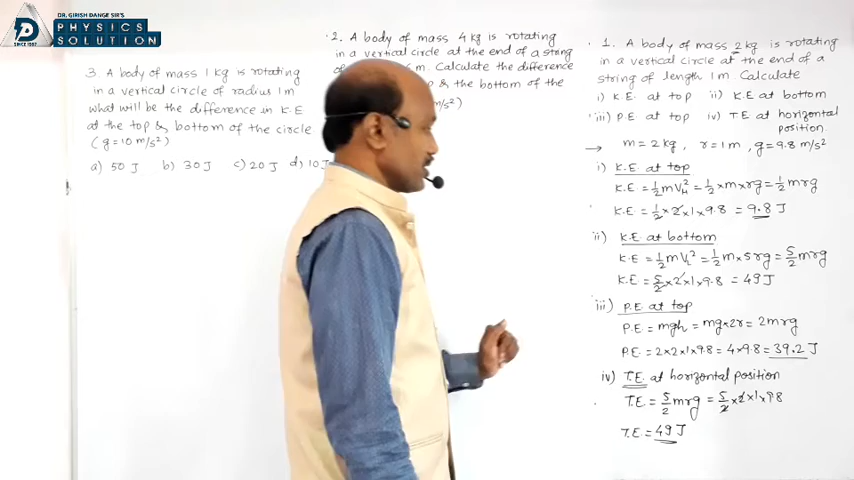 DR. GIRISH DANGE SIR'S
PHYSICS
SOLUTION
SINCE 1987
3. A body of mass 1 kg is rotating
in a vertical circle of radius 1m
what will be the difference in K.E
at the top & bottom of the circle
(g = 10 m/s²)
a) 50 J b) 30 J c) 20 J d) 10 J
2. A body of mass 4 kg is rotating
in a vertical circle at the end of a string
of m. Calculate the difference
& the bottom of the
m/s²)
1. A body of mass 2 kg is rotating
in a vertical circle at the end of a
string of length 1m. Calculate
i) K.E. at top ii) K.E at bottom
iii) P.E. at top iv) T.E at horizontal
position.
→ m = 2 kg, r = 1 m, g = 9.8 m/s²
i) K.E. at top
K.E. = ½ m V_H² = ½ × m × rg = ½ mrg
K.E. = ½ × 2 × 1 × 9.8 = 9.8 J
ii) K.E. at bottom
K.E = ½ m V_L² = ½ m × 5rg = 5/2 mrg
K.E = 5/2 × 2 × 1 × 9.8 = 49 J
iii) P.E. at top
P.E. = mgh = mg × 2r = 2mrg
P.E. = 2 × 2 × 1 × 9.8 = 4 × 9.8 = 39.2 J
iv) T.E. at horizontal position
T.E. = 5/2 mrg = 5/2 × 2 × 1 × 9.8
T.E. = 49 J